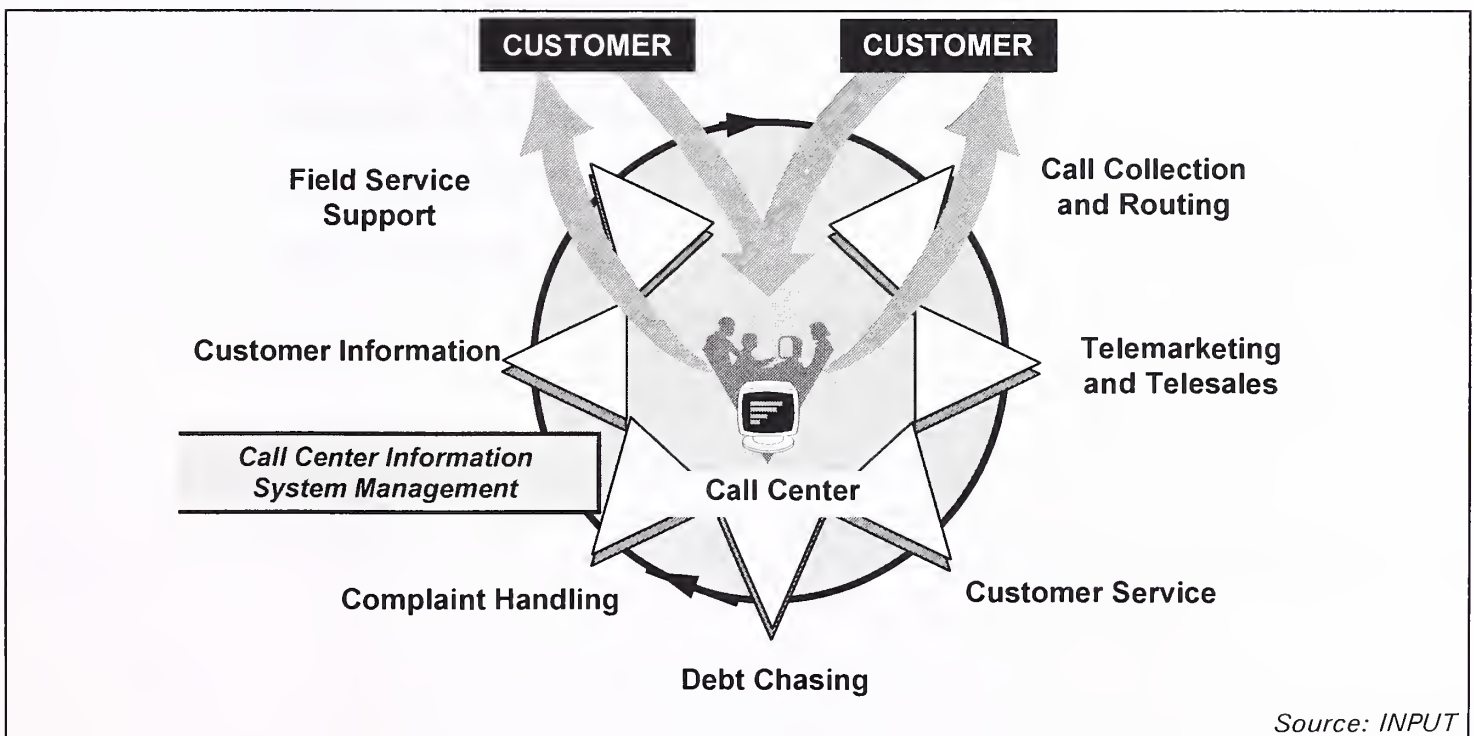 CUSTOMER
CUSTOMER
Field Service
Support
Call Collection
and Routing
Customer Information
Telemarketing
and Telesales
Call Center Information
System Management
Call Center
Complaint Handling
Customer Service
Debt Chasing
Source: INPUT